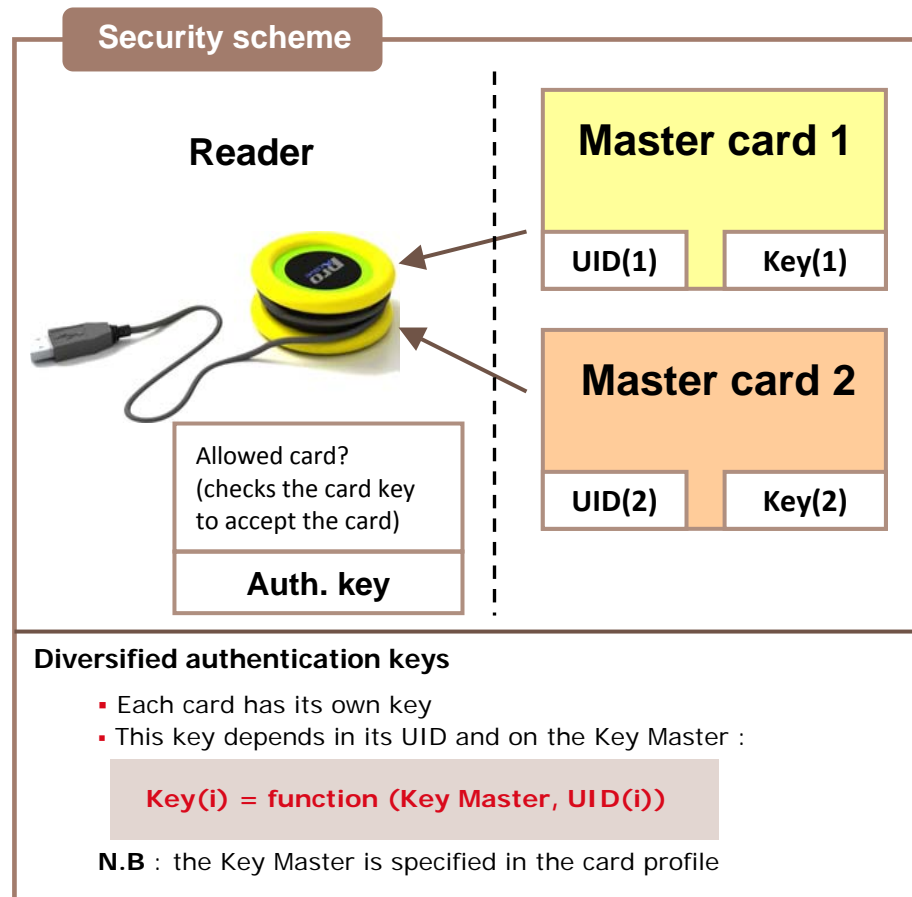 Security scheme
Reader
Master card 1
UID(1)
Key(1)
Pro
Master card 2
UID(2)
Key(2)
Allowed card?
(checks the card key
to accept the card)
Auth. key
Diversified authentication keys
▪ Each card has its own key
▪ This key depends in its UID and on the Key Master :
Key(i) = function (Key Master, UID(i))
N.B : the Key Master is specified in the card profile